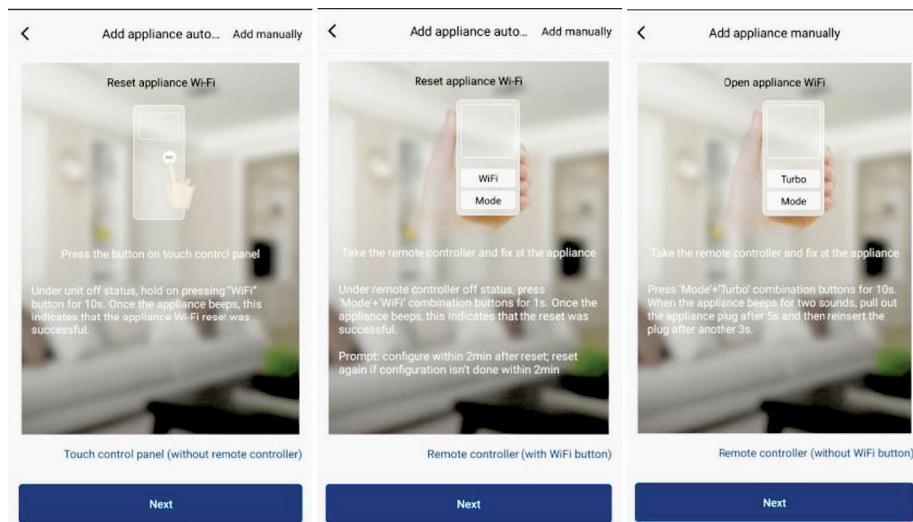 Add appliance auto... Add manually
Reset appliance Wi-Fi
Press the button on touch control panel
Under unit off status, hold on pressing "WiFi"
button for 10s. Once the appliance beeps, this
indicates that the appliance Wi-Fi reset was
successful.
Touch control panel (without remote controller)
Next
Add appliance auto... Add manually
Reset appliance Wi-Fi
WiFi
Mode
Take the remote controller and fix at the appliance
Under remote controller off status, press
'Mode'+'WiFi' combination buttons for 1s. Once the
appliance beeps, this indicates that the reset was
successful.
Prompt: configure within 2min after reset; reset
again if configuration isn't done within 2min
Remote controller (with WiFi button)
Next
Add appliance manually
Open appliance WiFi
Turbo
Mode
Take the remote controller and fix at the appliance
Press 'Mode'+'Turbo' combination buttons for 10s.
When the appliance beeps for two sounds, pull out
the appliance plug after 5s and then reinsert the
plug after another 3s.
Remote controller (without WiFi button)
Next